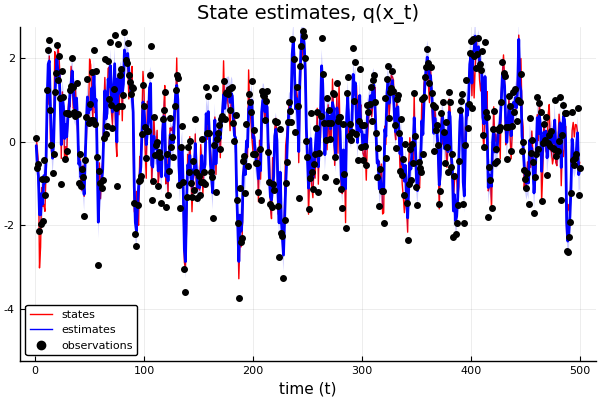 State estimates, q(x_t)
2
0
-2
-4
states
estimates
observations
0 100 200 300 400 500
time (t)